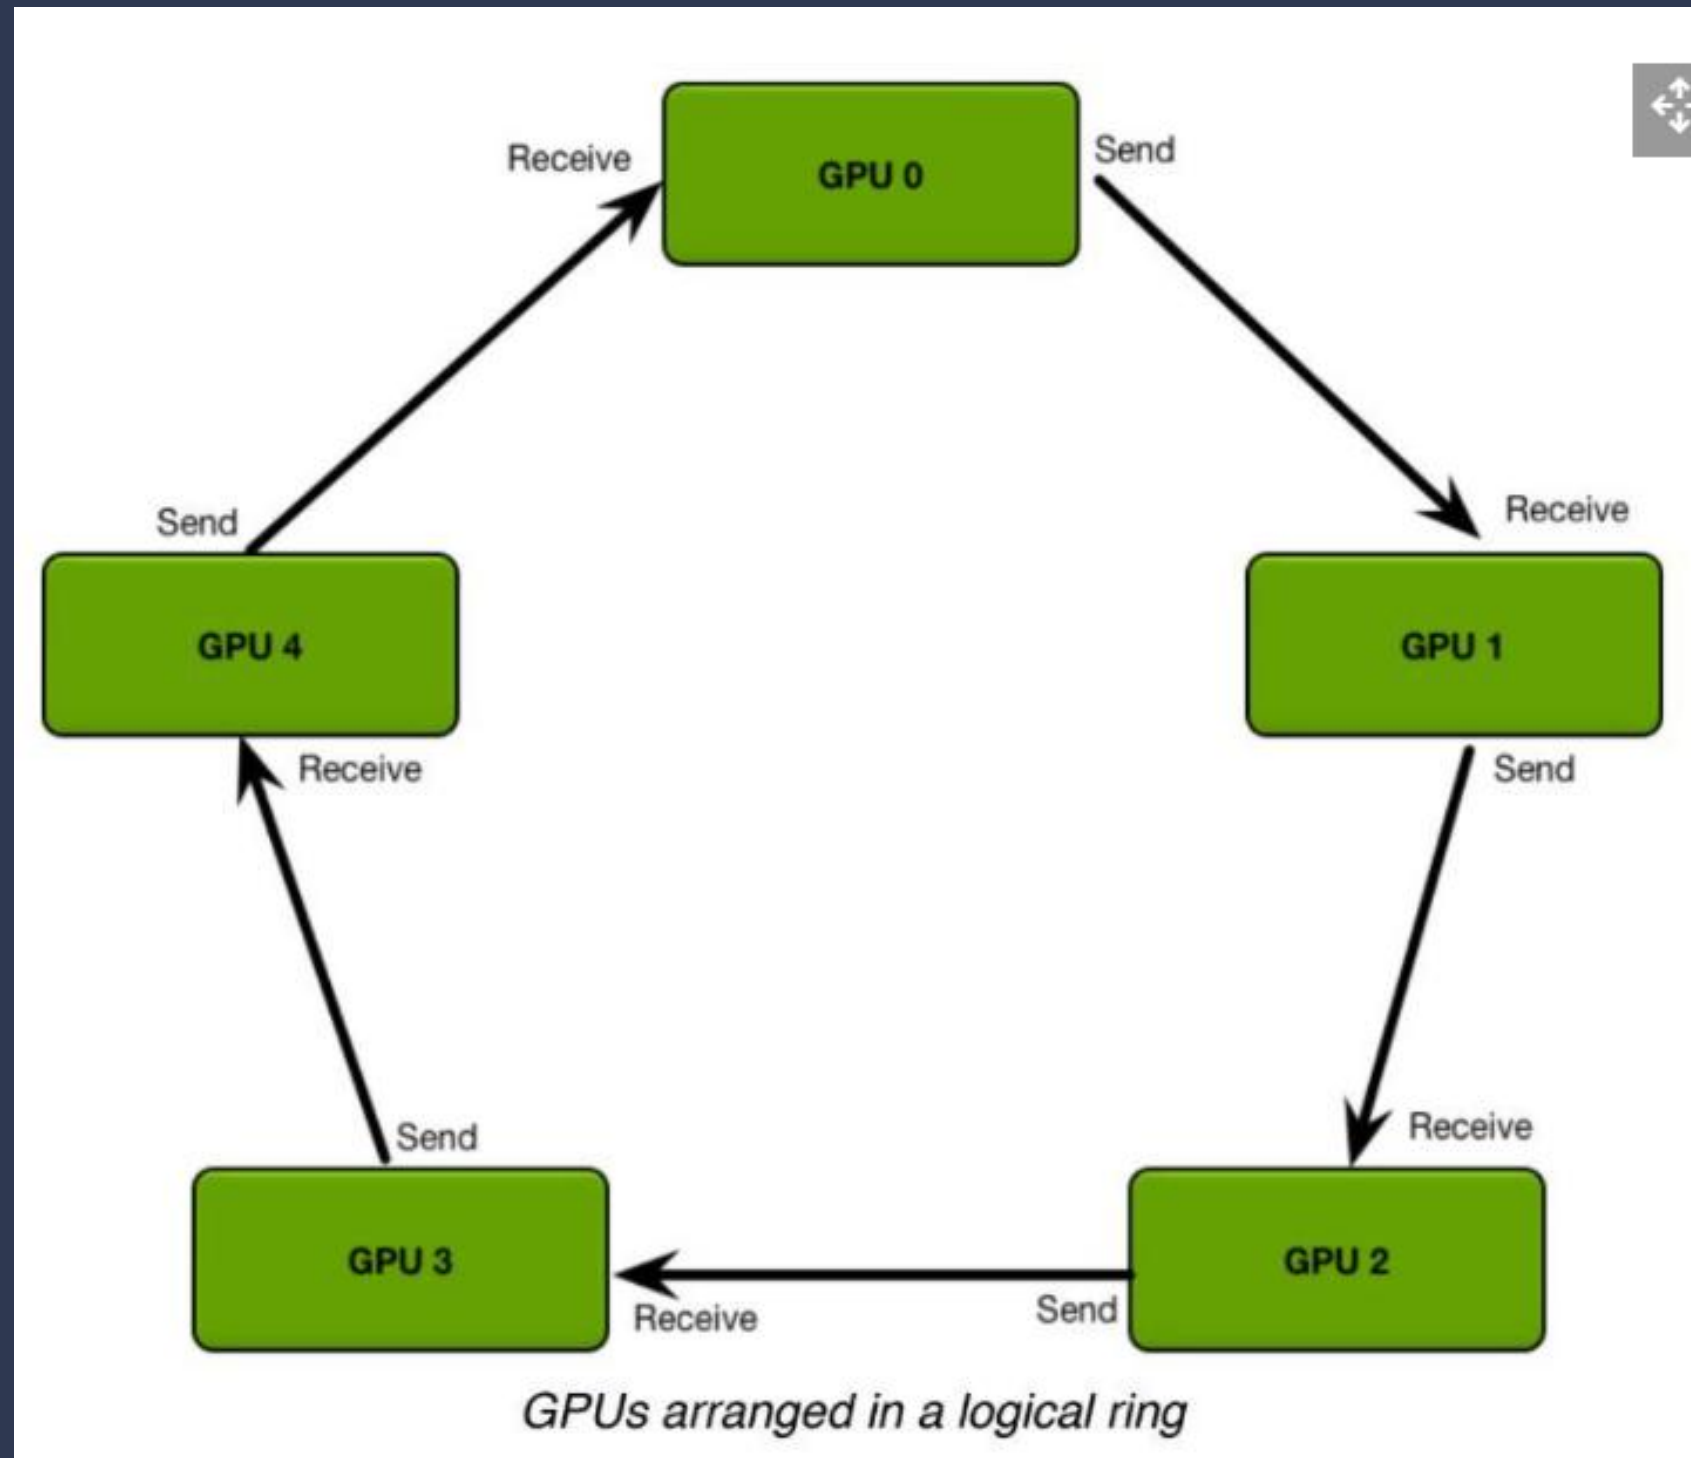 GPU 0
Receive
Send
Send
Receive
GPU 4
GPU 1
Receive
Send
Send
Receive
GPU 3
GPU 2
Receive
Send
GPUs arranged in a logical ring